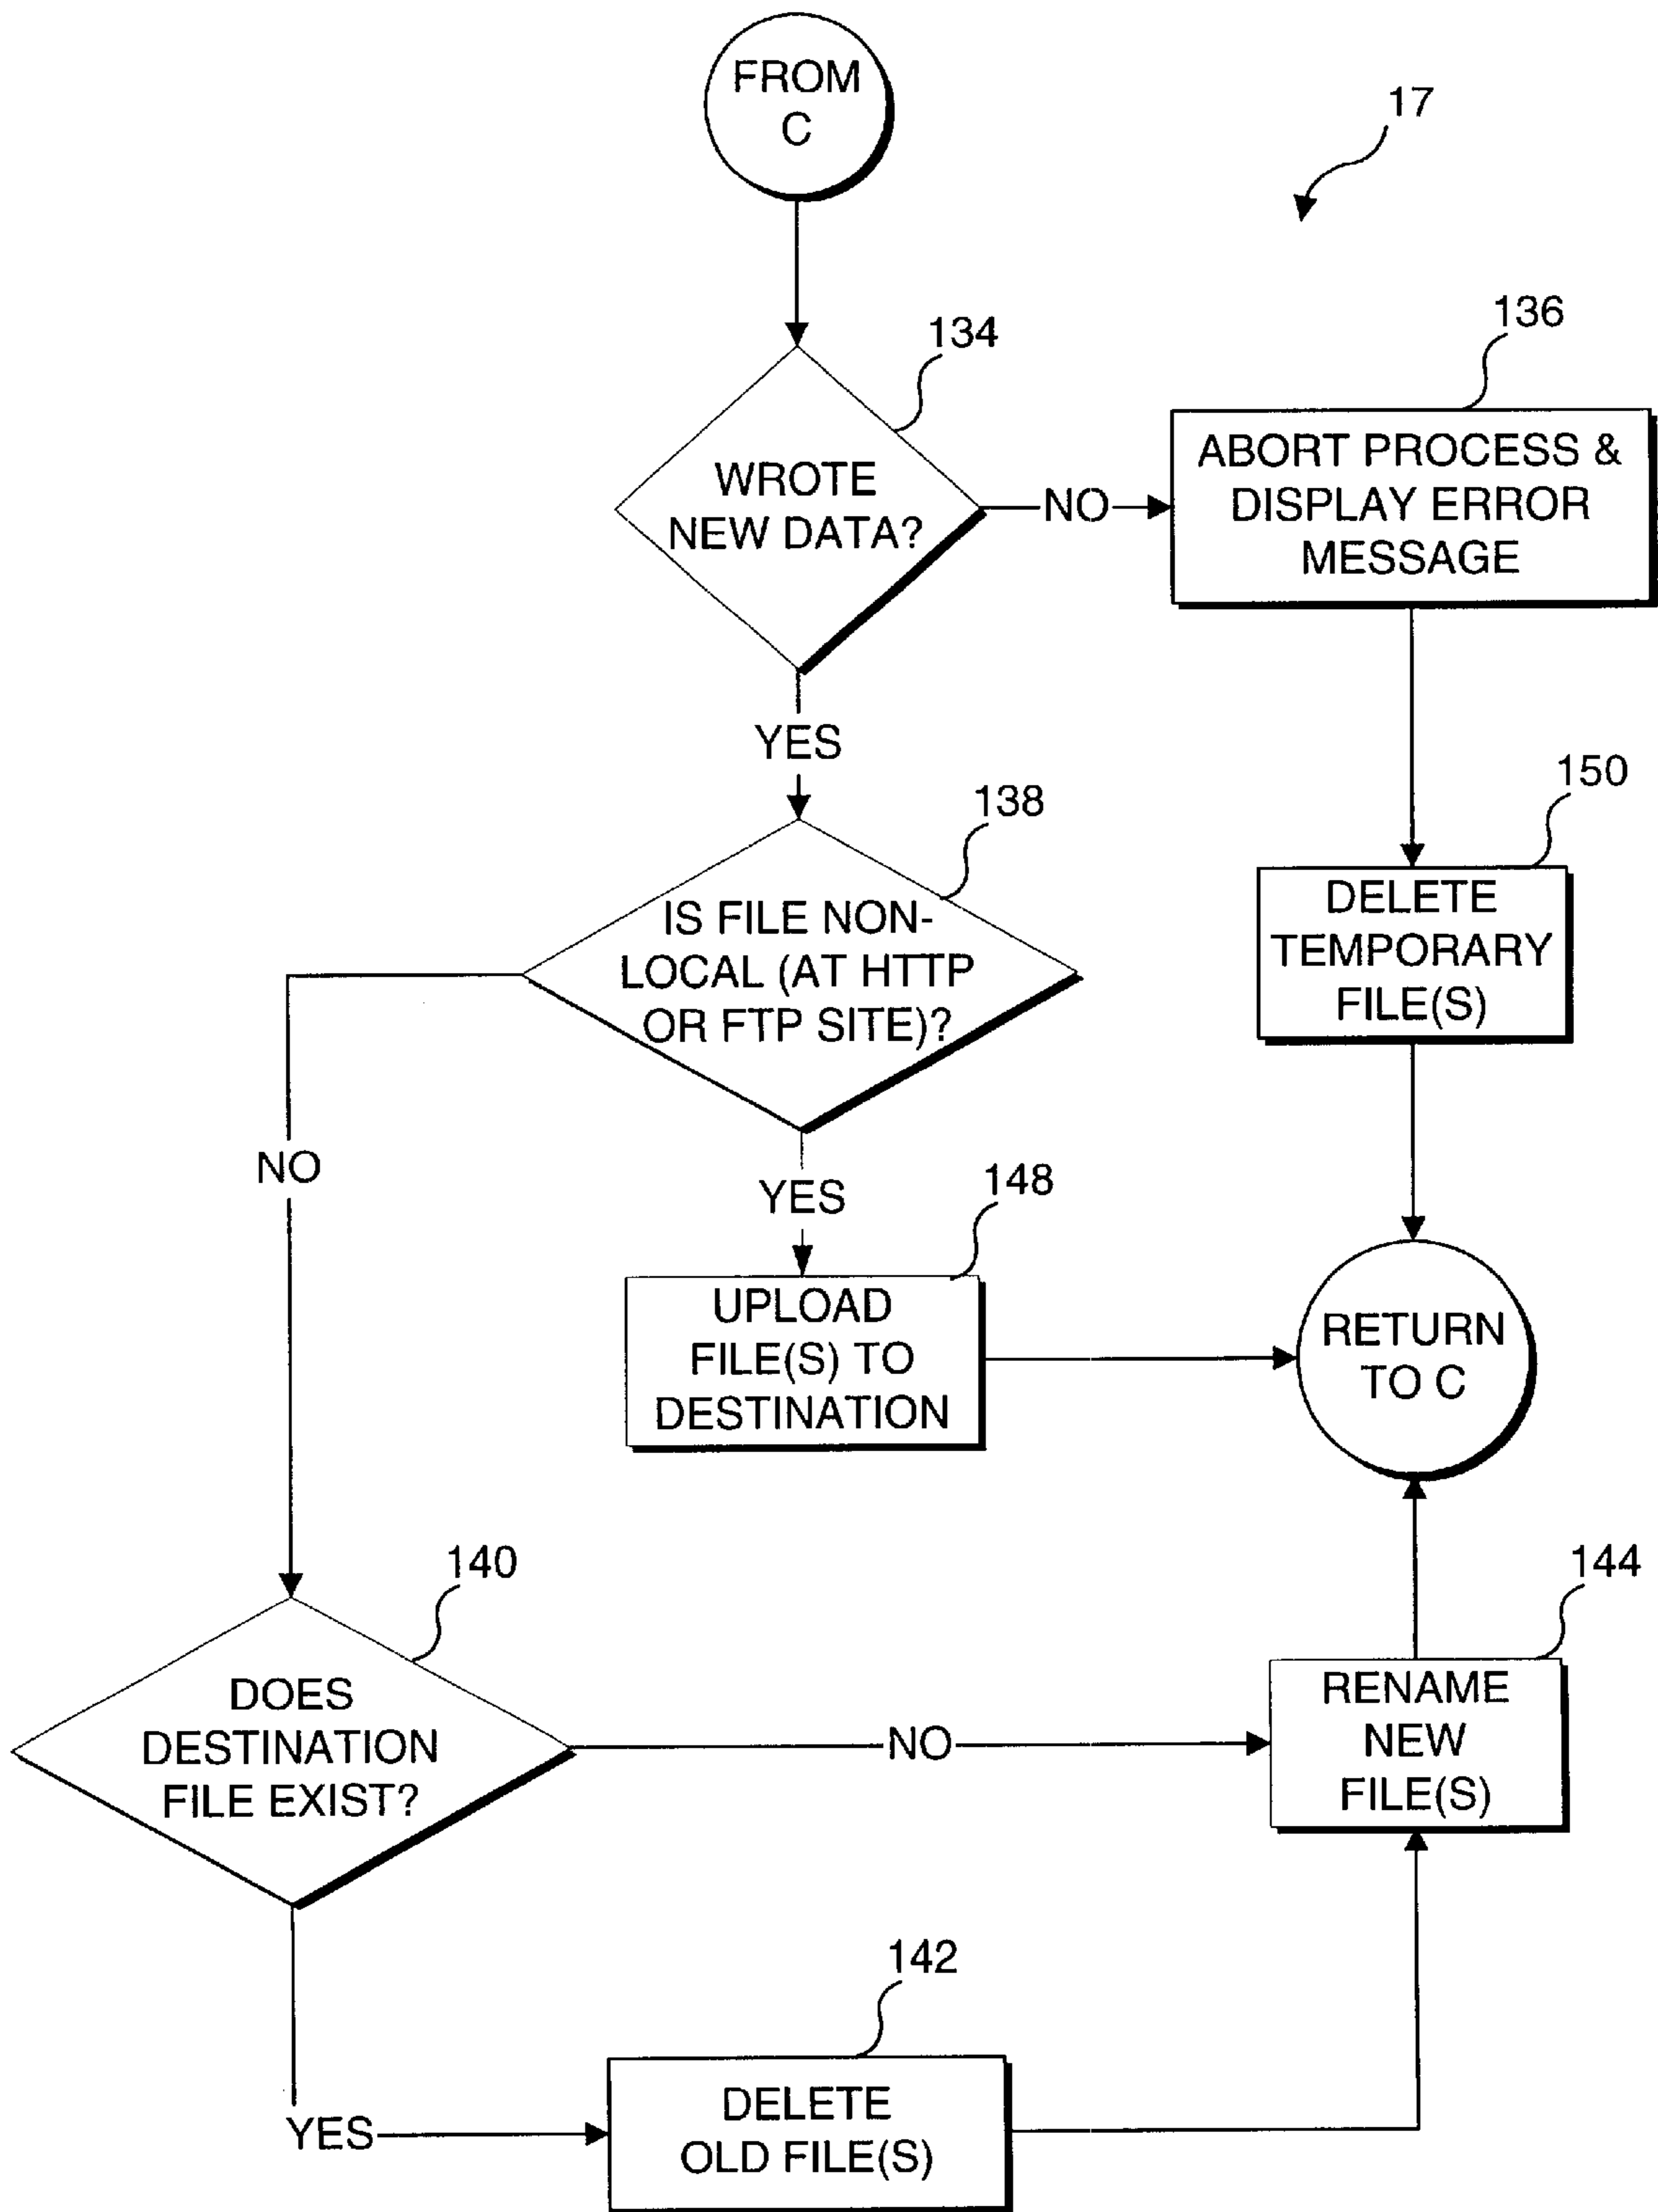 FROM
C
17
134
136
WROTE
NEW DATA?
NO
ABORT PROCESS &
DISPLAY ERROR
MESSAGE
YES
138
150
IS FILE NON-
LOCAL (AT HTTP
OR FTP SITE)?
DELETE
TEMPORARY
FILE(S)
NO
YES
148
UPLOAD
FILE(S) TO
DESTINATION
RETURN
TO C
140
144
DOES
DESTINATION
FILE EXIST?
NO
RENAME
NEW
FILE(S)
142
YES
DELETE
OLD FILE(S)